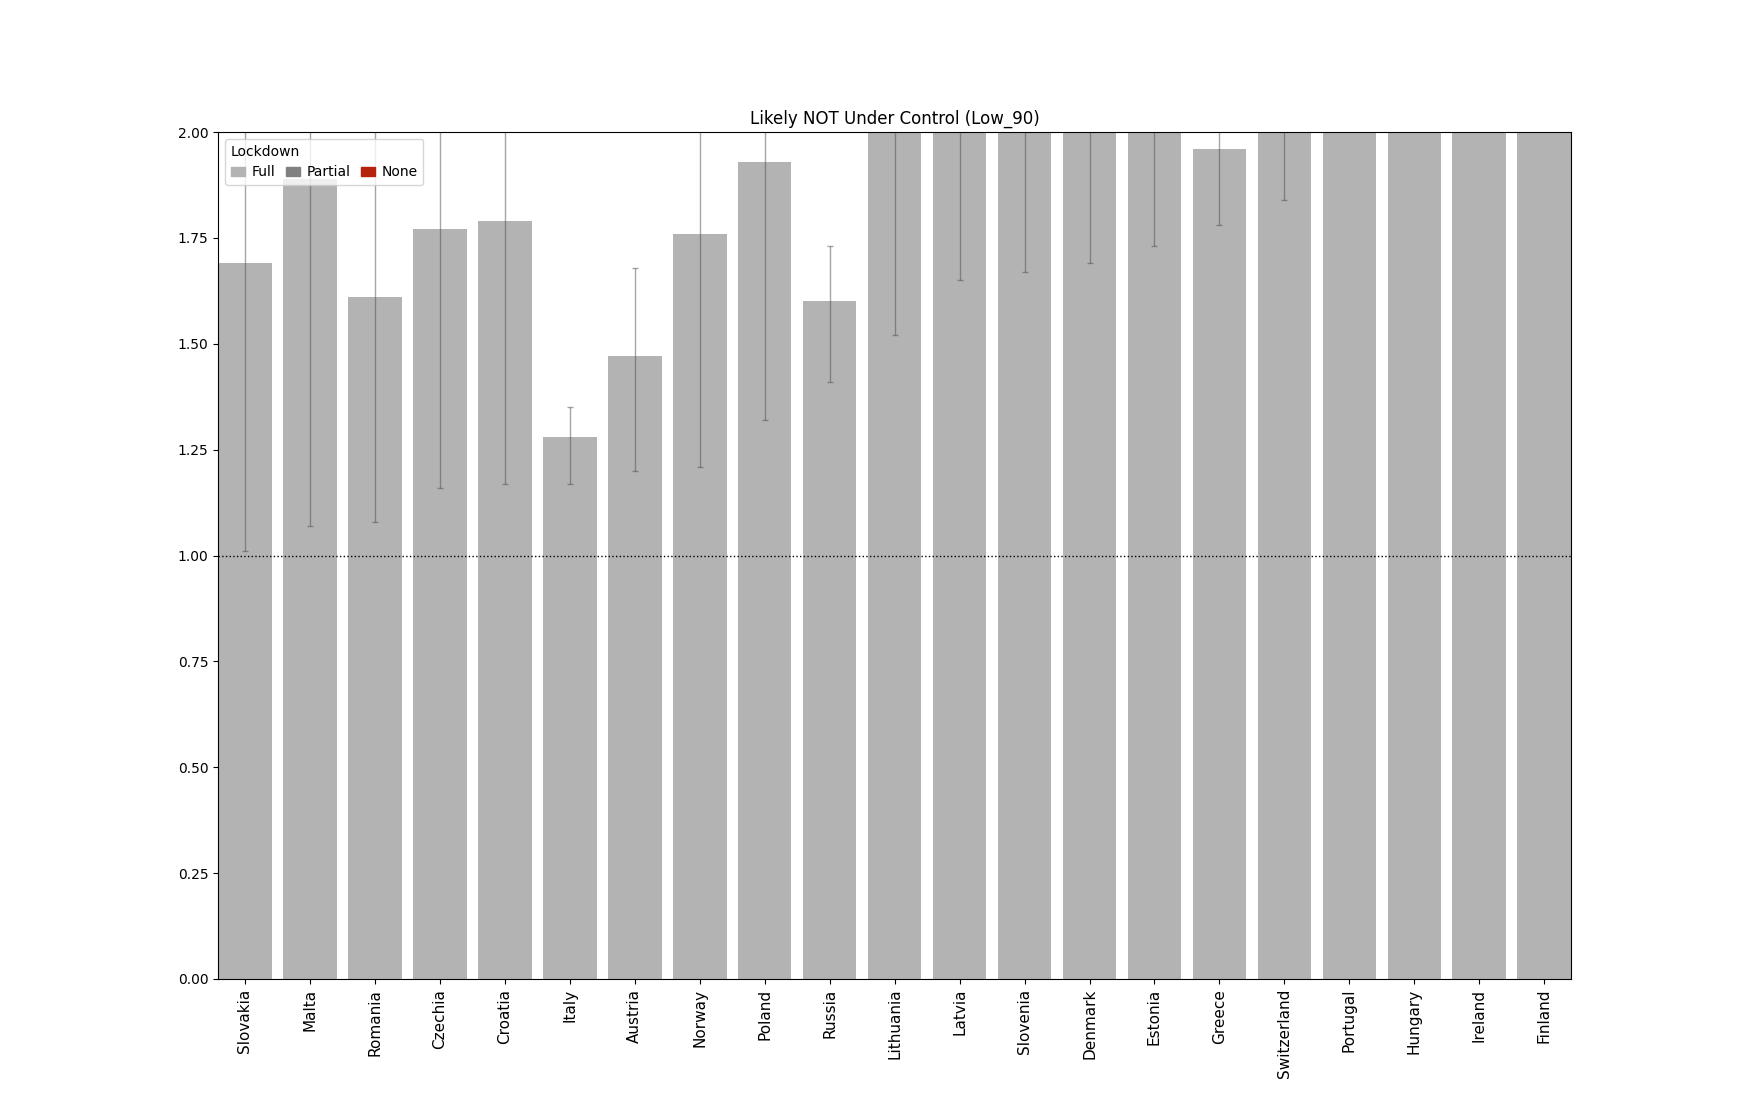 Likely NOT Under Control (Low_90)
Lockdown
Full Partial None
2.00
1.75
1.50
1.25
1.00
0.75
0.50
0.25
0.00
Slovakia
Malta
Romania
Czechia
Croatia
Italy
Austria
Norway
Poland
Russia
Lithuania
Latvia
Slovenia
Denmark
Estonia
Greece
Switzerland
Portugal
Hungary
Ireland
Finland